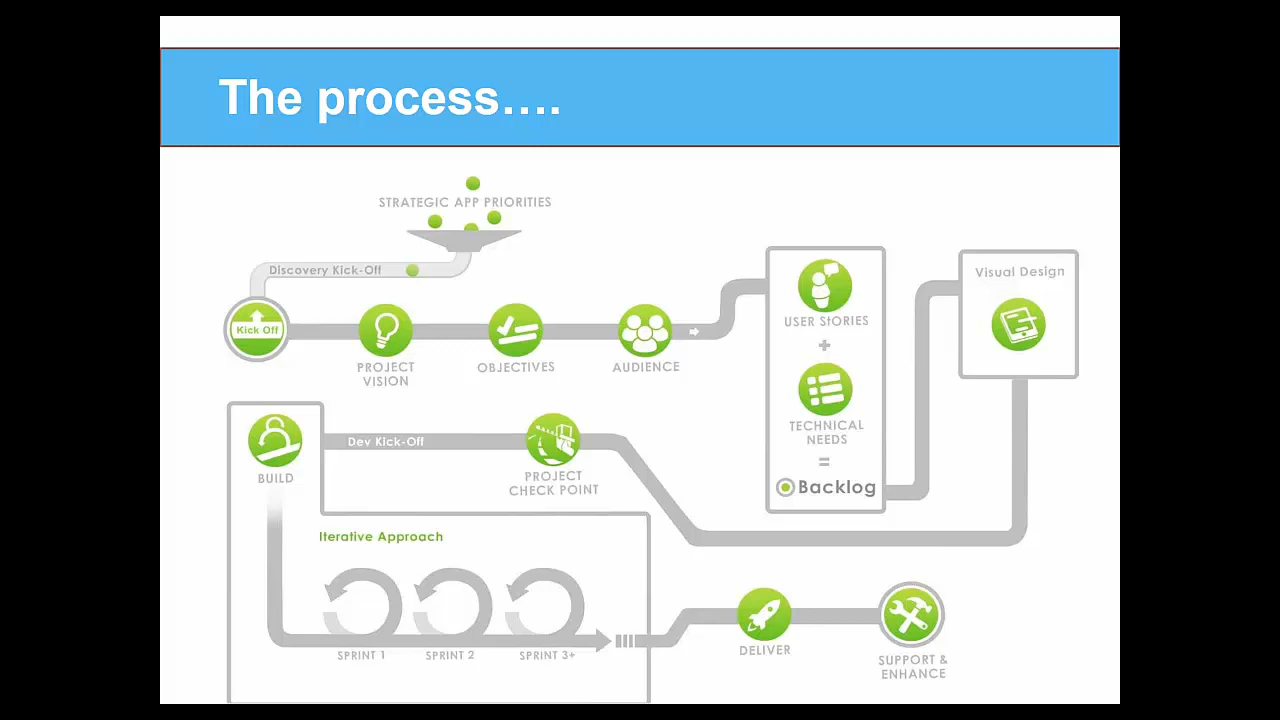 The process....
STRATEGIC APP PRIORITIES
Discovery Kick-Off
Kick Off
PROJECT
VISION
OBJECTIVES
AUDIENCE
USER StORIES
+
TECHNICAL
NEEDS
=
Backlog
Visual Design
BUILD
Dev Kick-Off
PROJECT
CHECK POINT
Iterative Approach
SPRINT 1
SPRINT 2
SPRINT 3+
DELIVER
SUPPORT &
ENHANCE